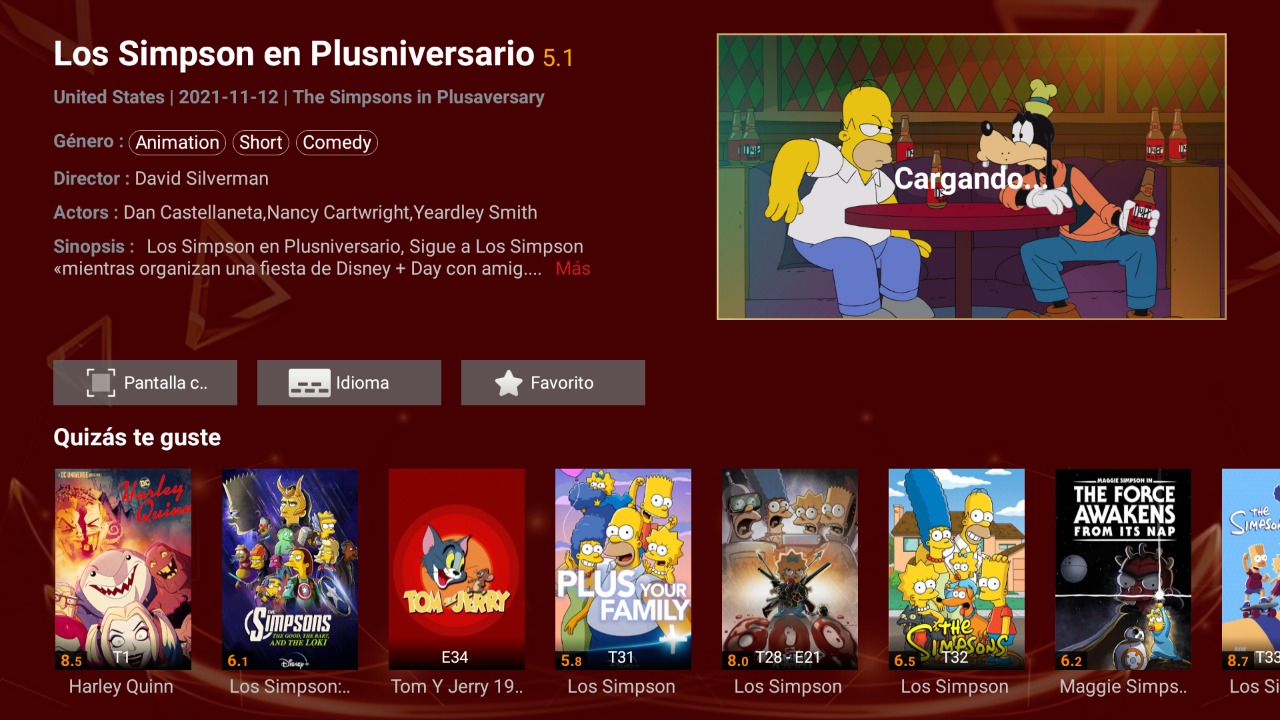 Los Simpson en Plusniversario 5.1
United States | 2021-11-12 | The Simpsons in Plusaversary
Género : Animation Short Comedy
Director : David Silverman
Actors : Dan Castellaneta,Nancy Cartwright,Yeardley Smith
Sinopsis : Los Simpson en Plusniversario, Sigue a Los Simpson
«mientras organizan una fiesta de Disney + Day con amig.... Más
Cargando...
Pantalla c..
Idioma
Favorito
Quizás te guste
DC
Harley
Quinn
8.5 T1
Harley Quinn
THE
SIMPSONS
THE GOOD, THE BART,
AND THE LOKI
Disney+
6.1
Los Simpson:..
TOM AND JERRY
E34
Tom Y Jerry 19..
PLUS YOUR
FAMILY
5.8 T31
Los Simpson
8.0 T28 - E21
Los Simpson
THE
SIMPSONS
6.5 T32
Los Simpson
MAGGIE SIMPSON IN
THE FORCE
AWAKENS
FROM ITS NAP
6.2
Maggie Simps..
THE
8.7 T33
Los Si